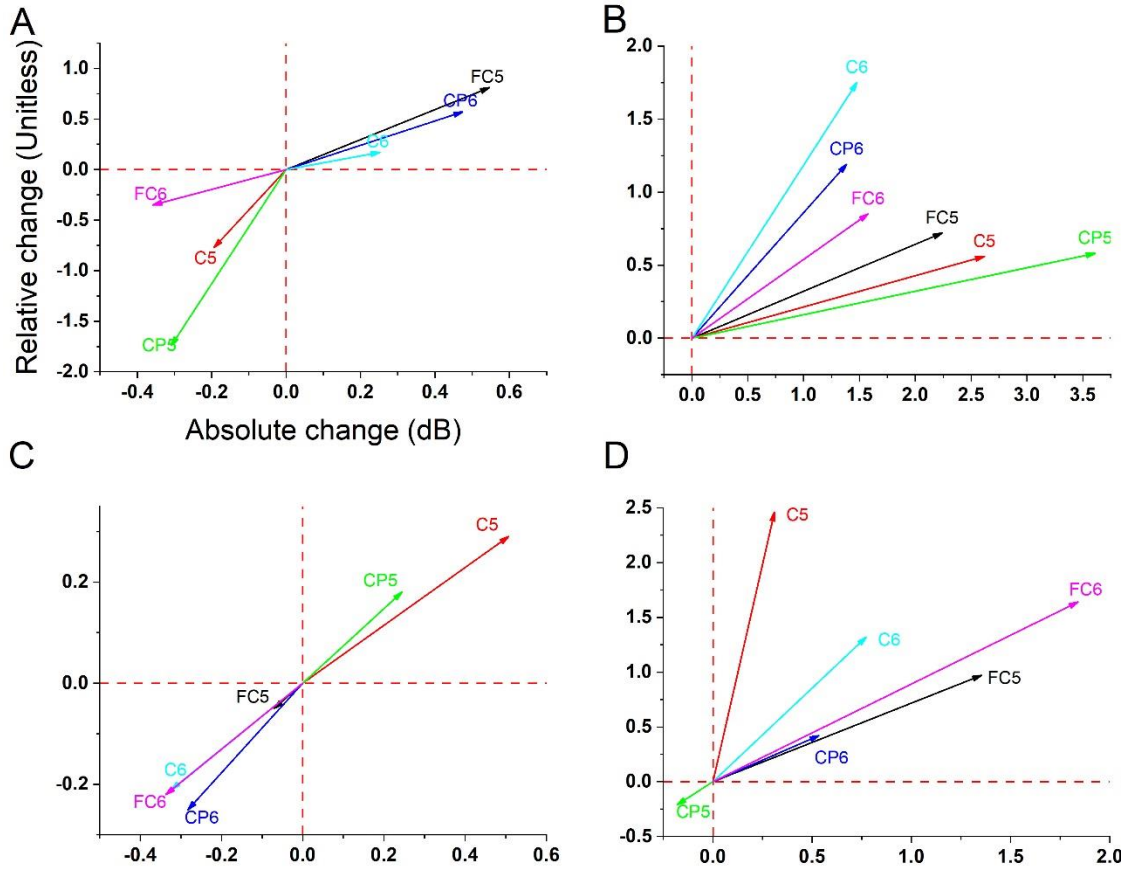 A
B
Relative change (Unitless)
1.0
0.5
0.0
-0.5
-1.0
-1.5
-2.0
FC5
CP6
C6
FC6
C5
CP5
-0.4
-0.2
0.0
0.2
0.4
0.6
Absolute change (dB)
2.0
1.5
1.0
0.5
0.0
C6
CP6
FC6
FC5
C5
CP5
0.0
0.5
1.0
1.5
2.0
2.5
3.0
3.5
C
D
0.2
0.0
-0.2
C5
CP5
FC5
C6
FC6
CP6
-0.4
-0.2
0.0
0.2
0.4
0.6
2.5
2.0
1.5
1.0
0.5
0.0
-0.5
C5
FC6
C6
FC5
CP6
CP5
0.0
0.5
1.0
1.5
2.0